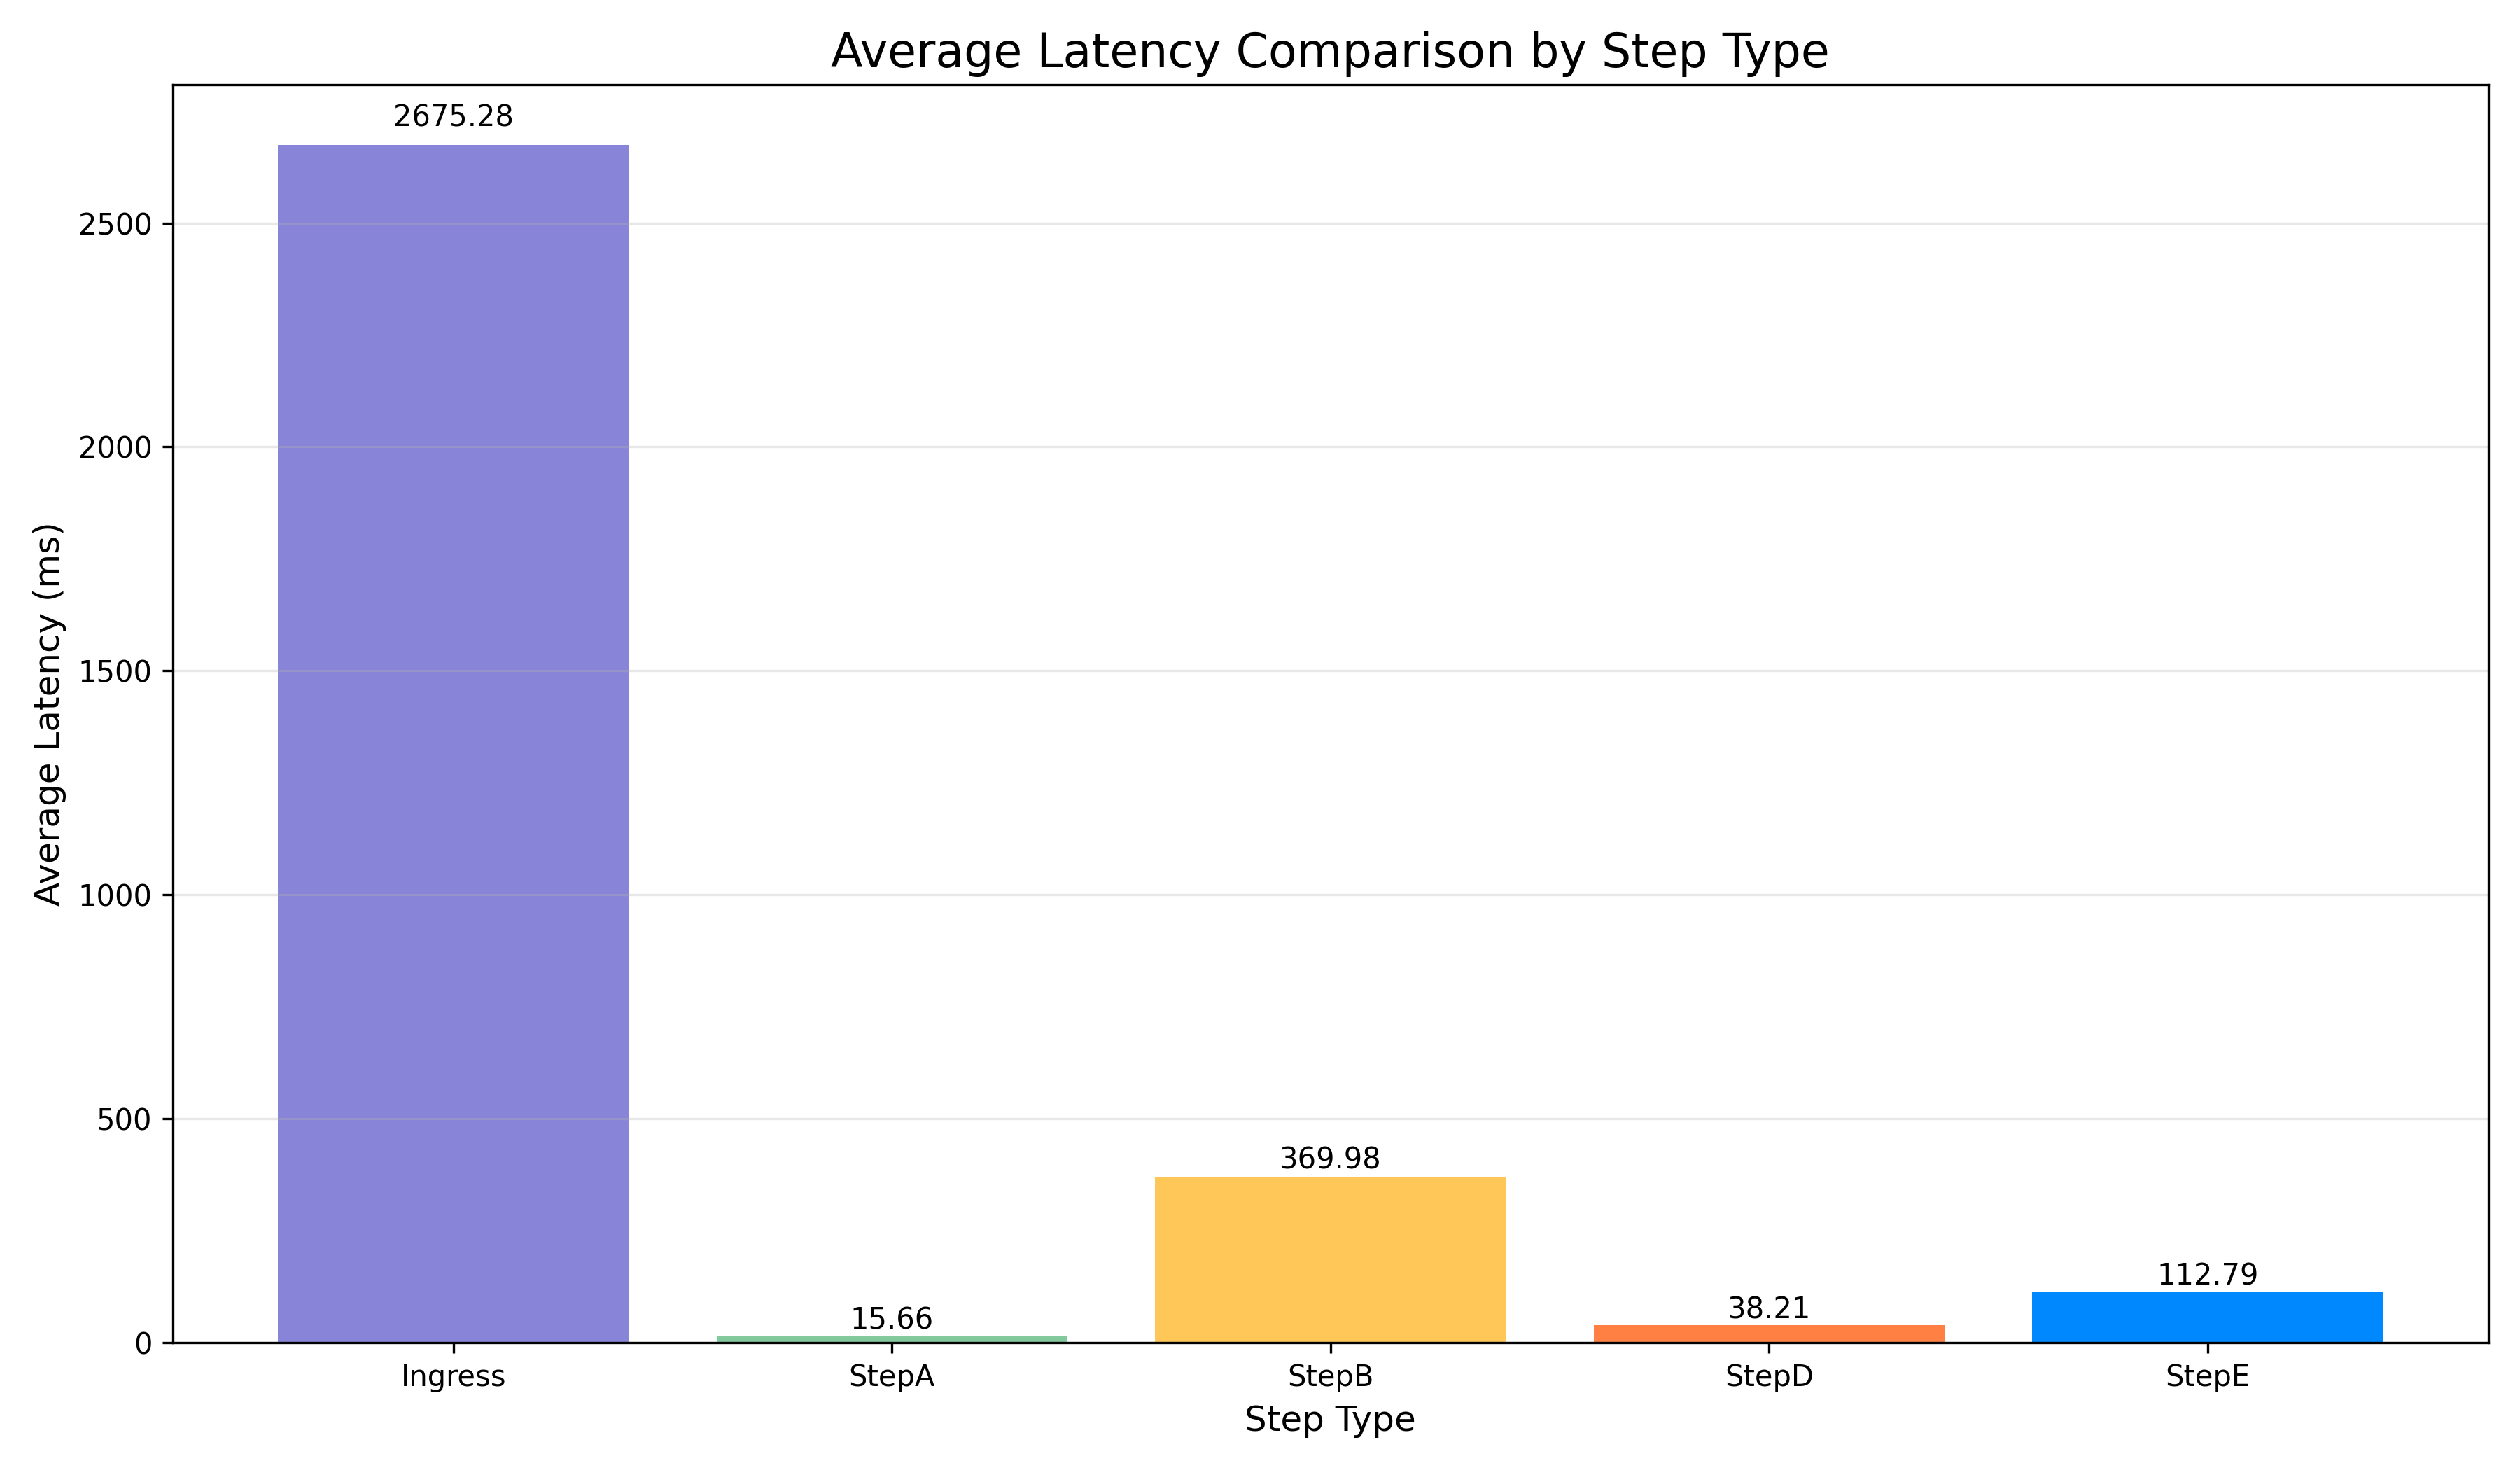 Average Latency Comparison by Step Type
Average Latency (ms)
2500
2000
1500
1000
500
0
2675.28
15.66
369.98
38.21
112.79
Ingress
StepA
StepB
StepD
StepE
Step Type